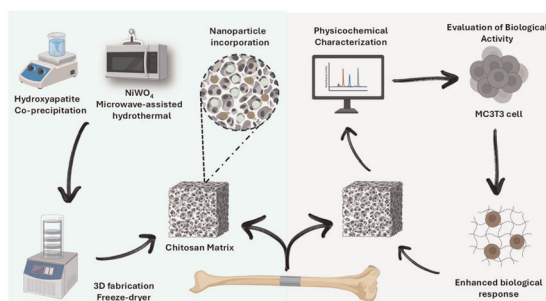 Hydroxyapatite
Co-precipitation
NiWO₄
Microwave-assisted
hydrothermal
Nanoparticle
incorporation
Chitosan Matrix
3D fabrication
Freeze-dryer
Physicochemical
Characterization
Evaluation of Biological
Activity
MC3T3 cell
Enhanced biological
response